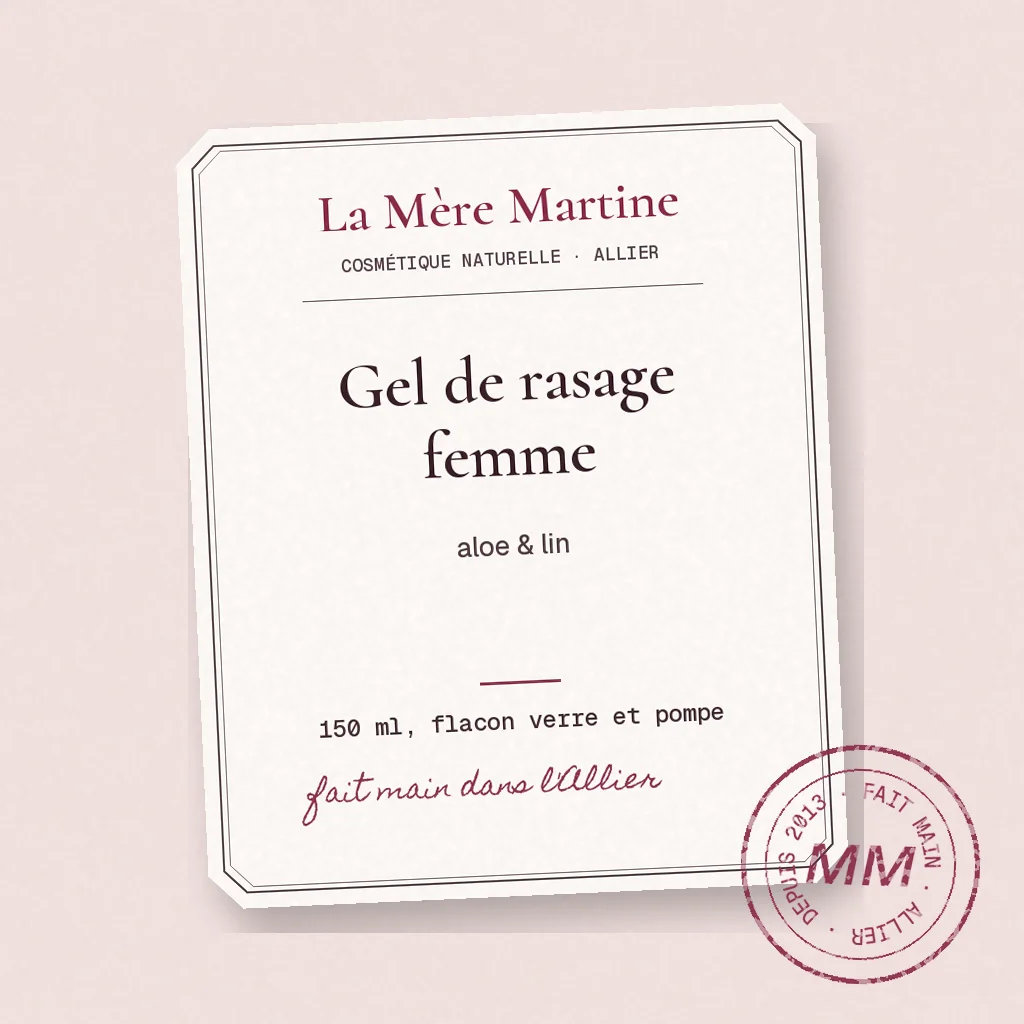 La Mère Martine
COSMÉTIQUE NATURELLE · ALLIER
Gel de rasage
femme
aloe & lin
150 ml, flacon verre et pompe
fait main dans l'Allier
FAIT MAIN · ALLIER · DEPUIS 2013 ·
MM